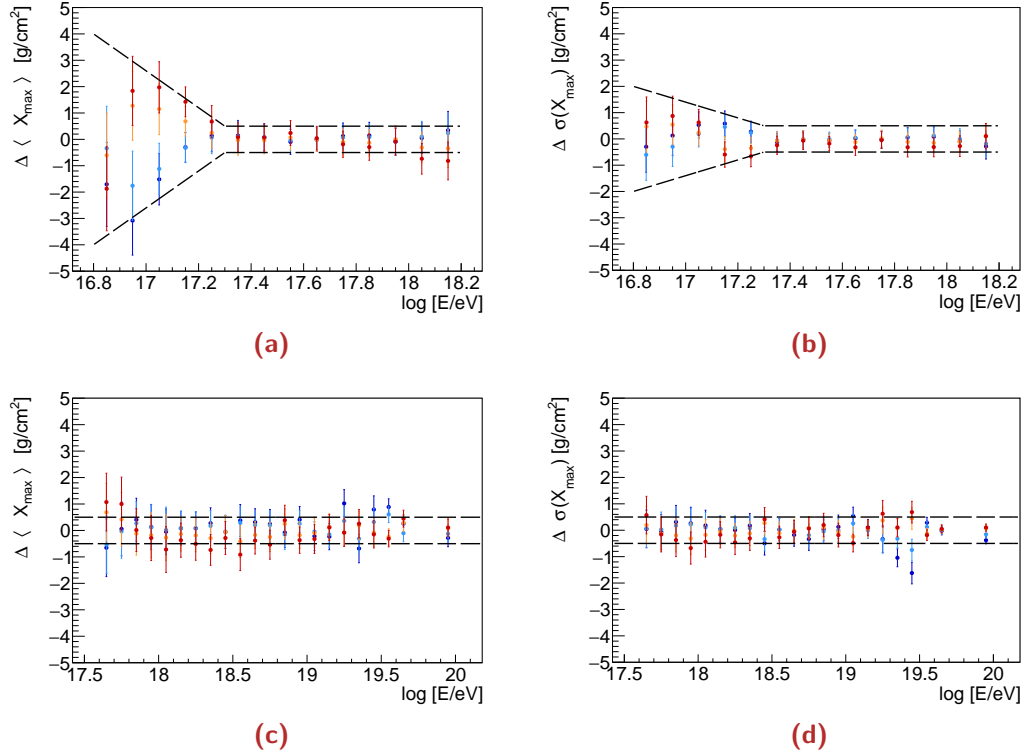 Δ ⟨ X_max ⟩ [g/cm²]
5
4
3
2
1
0
−1
−2
−3
−4
−5
16.8 17 17.2 17.4 17.6 17.8 18 18.2
log [E/eV]
(a)
Δ σ(X_max) [g/cm²]
5
4
3
2
1
0
−1
−2
−3
−4
−5
16.8 17 17.2 17.4 17.6 17.8 18 18.2
log [E/eV]
(b)
Δ ⟨ X_max ⟩ [g/cm²]
5
4
3
2
1
0
−1
−2
−3
−4
−5
17.5 18 18.5 19 19.5 20
log [E/eV]
(c)
Δ σ(X_max) [g/cm²]
5
4
3
2
1
0
−1
−2
−3
−4
−5
17.5 18 18.5 19 19.5 20
log [E/eV]
(d)